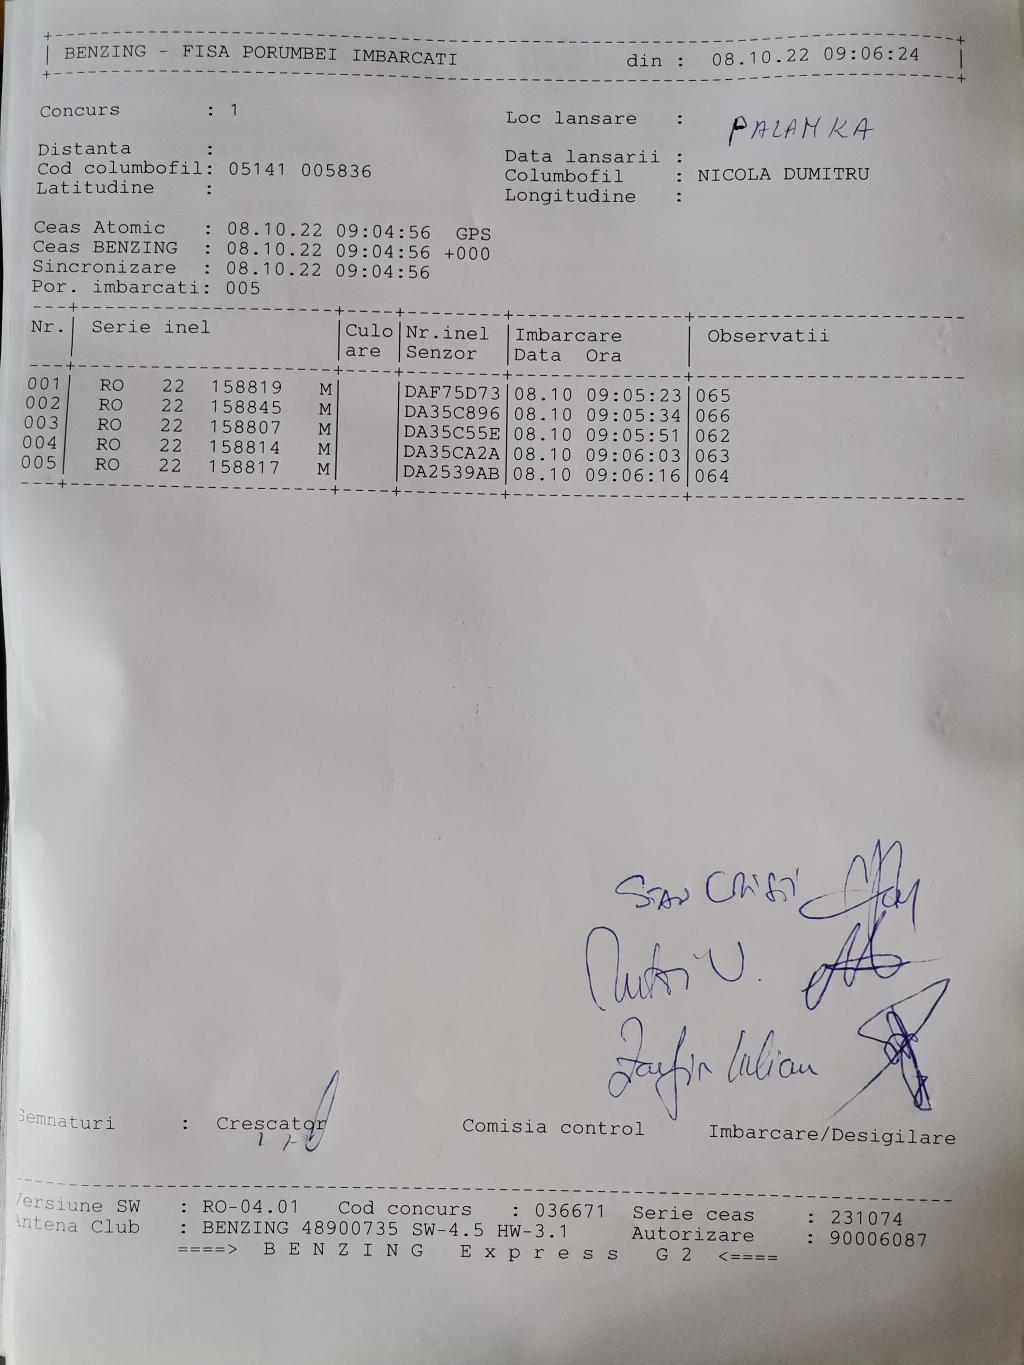 BENZING - FISA PORUMBEI IMBARCATI din : 08.10.22 09:06:24
Concurs : 1 Loc lansare : PALAMKA
Distanta : Data lansarii :
Cod columbofil: 05141 005836 Columbofil : NICOLA DUMITRU
Latitudine : Longitudine :
Ceas Atomic : 08.10.22 09:04:56 GPS
Ceas BENZING : 08.10.22 09:04:56 +000
Sincronizare : 08.10.22 09:04:56
Por. imbarcati: 005
Nr. Serie inel Culo Nr.inel Imbarcare Observatii
are Senzor Data Ora
001 RO 22 158819 M DAF75D73 08.10 09:05:23 065
002 RO 22 158845 M DA35C896 08.10 09:05:34 066
003 RO 22 158807 M DA35C55E 08.10 09:05:51 062
004 RO 22 158814 M DA35CA2A 08.10 09:06:03 063
005 RO 22 158817 M DA2539AB 08.10 09:06:16 064
Stan Cristi
V.
Zarfin Iulian
Semnaturi : Crescator Comisia control Imbarcare/Desigilare
Versiune SW : RO-04.01 Cod concurs : 036671 Serie ceas : 231074
Antena Club : BENZING 48900735 SW-4.5 HW-3.1 Autorizare : 90006087
====> B E N Z I N G E x p r e s s G 2 <====